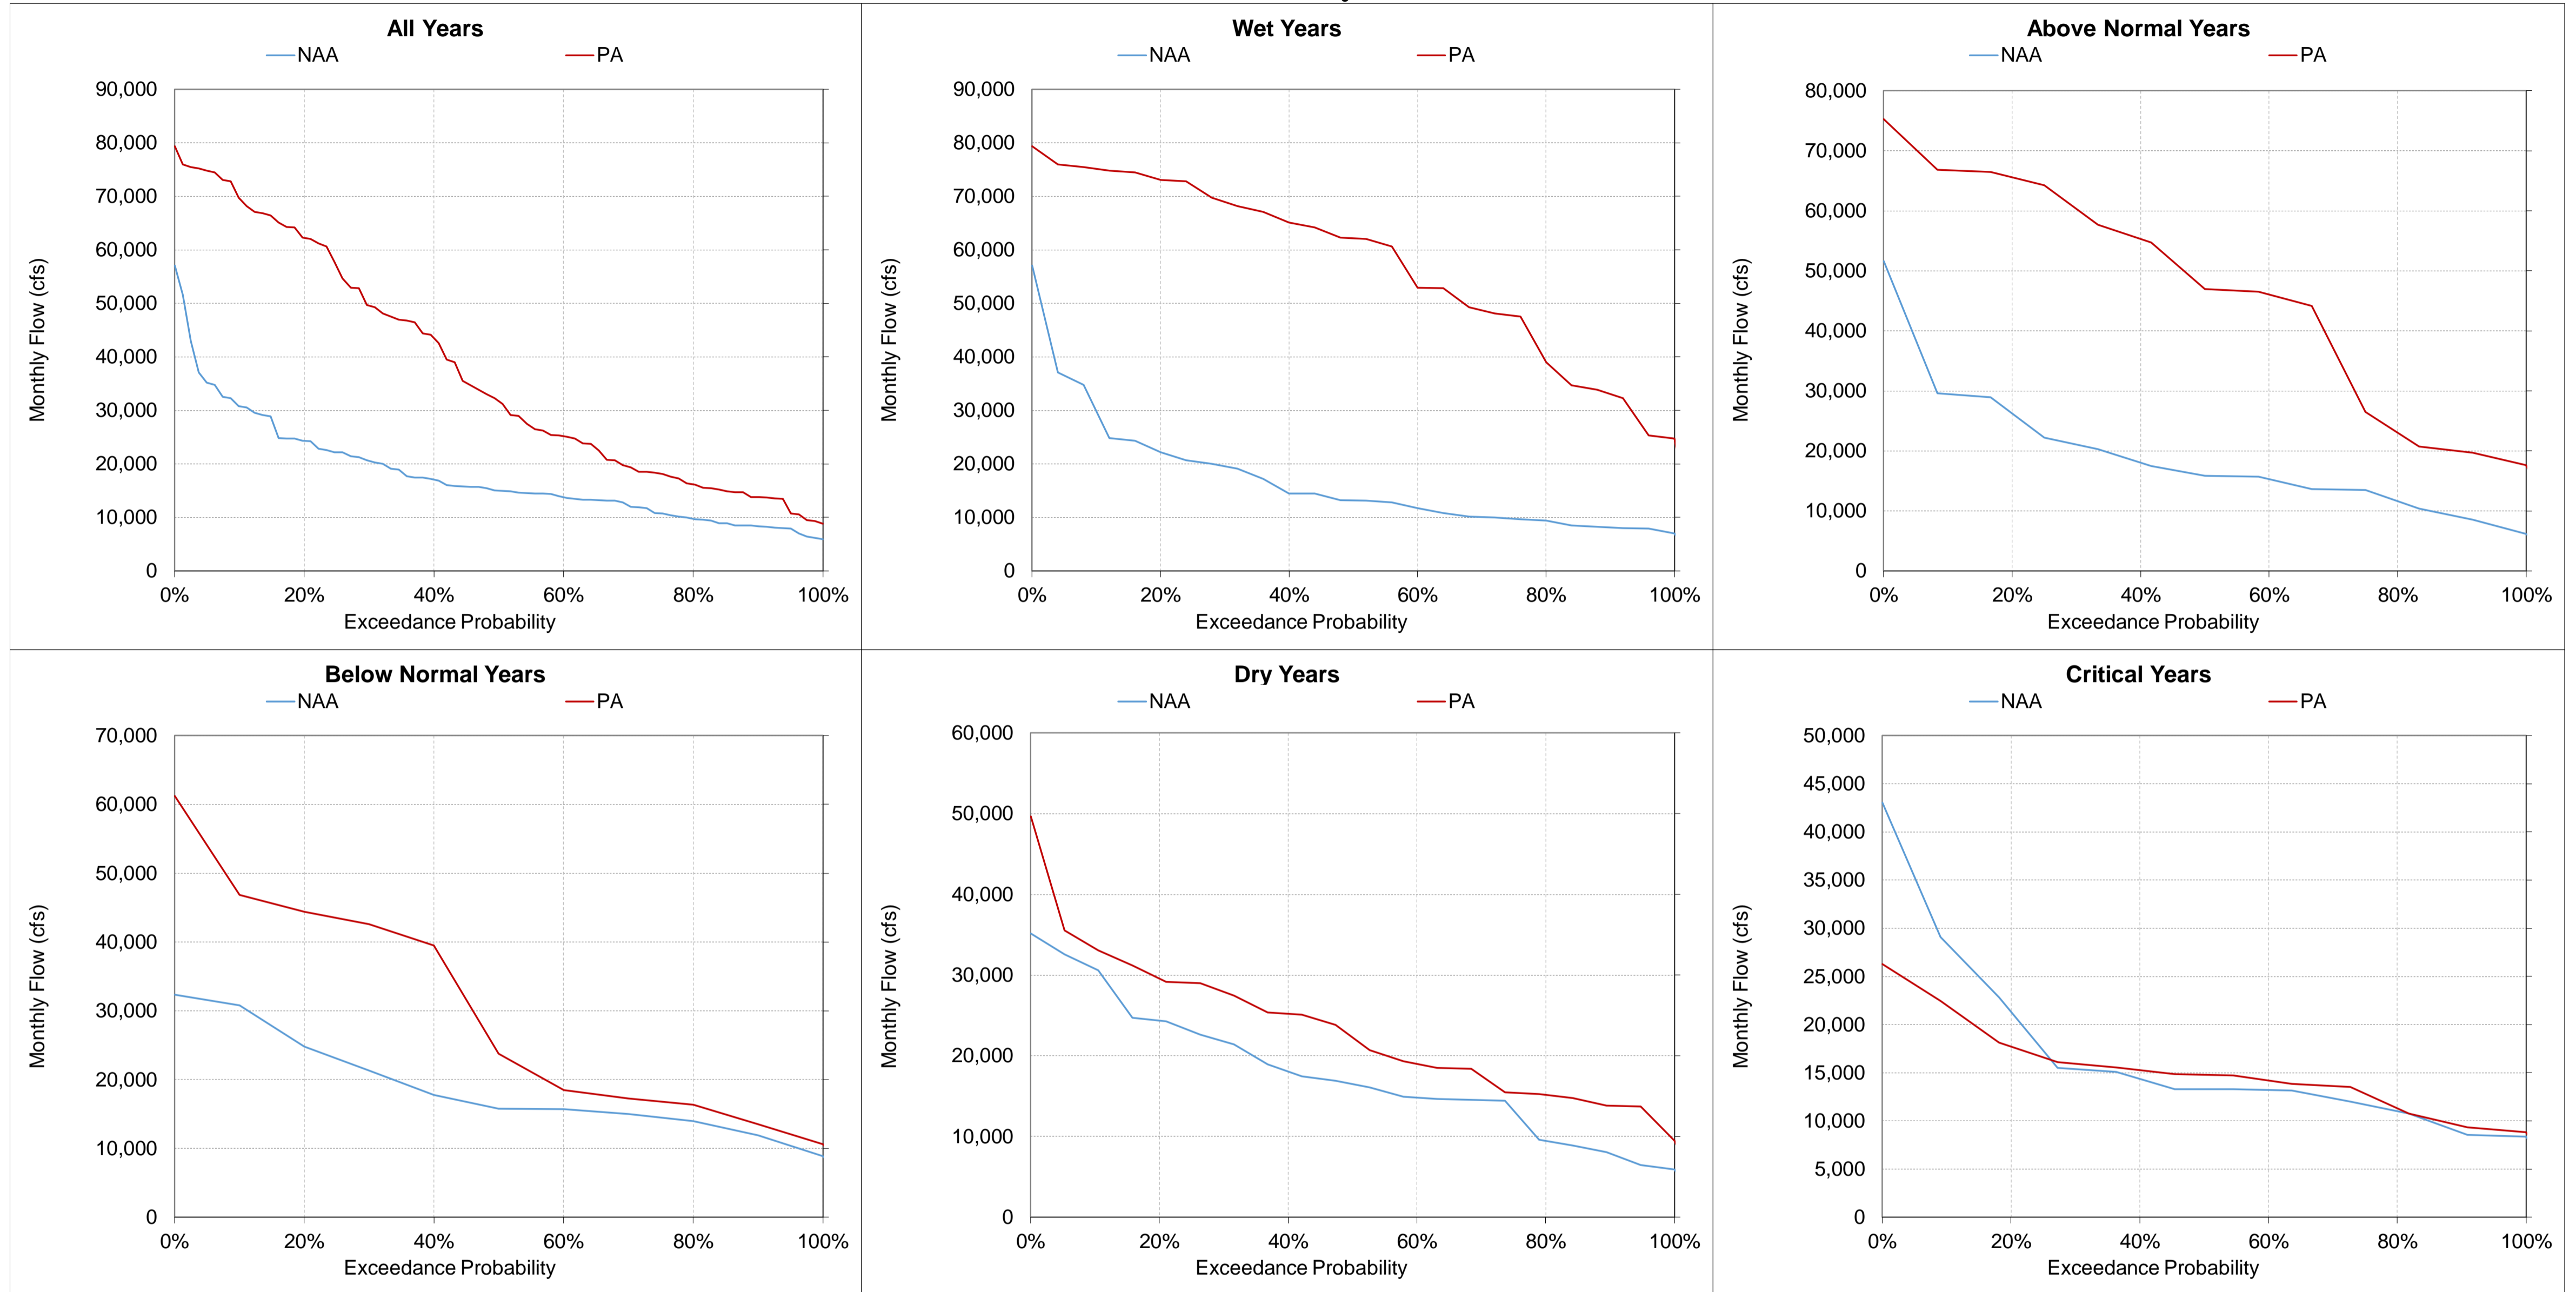 All Years
NAA PA
90,000
80,000
70,000
60,000
50,000
40,000
30,000
20,000
10,000
0
Monthly Flow (cfs)
0% 20% 40% 60% 80% 100%
Exceedance Probability
Wet Years
NAA PA
90,000
80,000
70,000
60,000
50,000
40,000
30,000
20,000
10,000
0
Monthly Flow (cfs)
0% 20% 40% 60% 80% 100%
Exceedance Probability
Above Normal Years
NAA PA
80,000
70,000
60,000
50,000
40,000
30,000
20,000
10,000
0
Monthly Flow (cfs)
0% 20% 40% 60% 80% 100%
Exceedance Probability
Below Normal Years
NAA PA
70,000
60,000
50,000
40,000
30,000
20,000
10,000
0
Monthly Flow (cfs)
0% 20% 40% 60% 80% 100%
Exceedance Probability
Dry Years
NAA PA
60,000
50,000
40,000
30,000
20,000
10,000
0
Monthly Flow (cfs)
0% 20% 40% 60% 80% 100%
Exceedance Probability
Critical Years
NAA PA
50,000
45,000
40,000
35,000
30,000
25,000
20,000
15,000
10,000
5,000
0
Monthly Flow (cfs)
0% 20% 40% 60% 80% 100%
Exceedance Probability